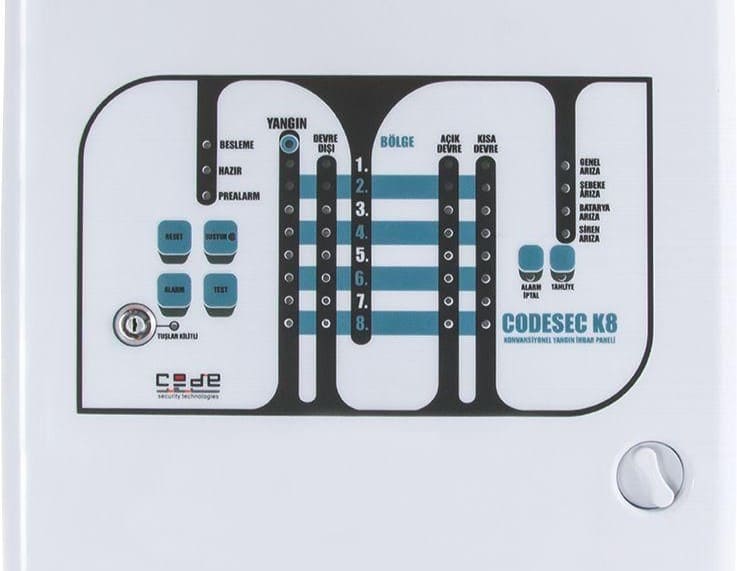 YANGIN
DEVRE
DIŞI
BÖLGE
AÇIK
DEVRE
KISA
DEVRE
BESLEME
HAZIR
PREALARM
1.
2.
3.
4.
5.
6.
7.
8.
GENEL
ARIZA
ŞEBEKE
ARIZA
BATARYA
ARIZA
SİREN
ARIZA
RESET
SUSTUR
ALARM
TEST
TUŞLAR KİLİTLİ
ALARM
İPTAL
TAHLİYE
CODESEC K8
KONVANSİYONEL YANGIN İHBAR PANELİ
code
security technologies